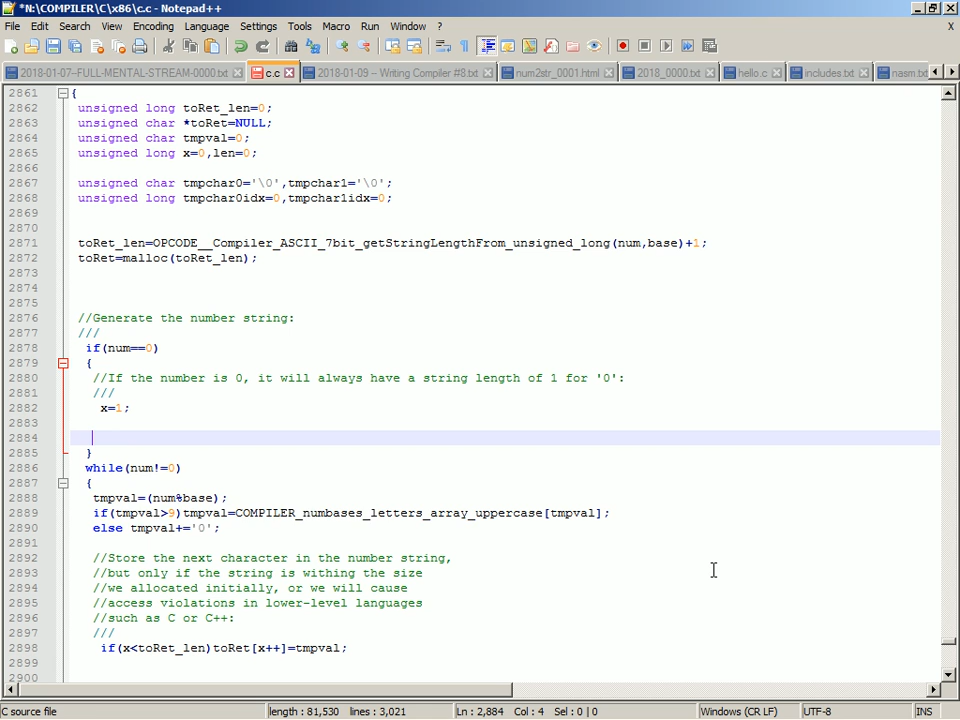 *N:\COMPILER\C\x86\c.c - Notepad++
File Edit Search View Encoding Language Settings Tools Macro Run Window ? X
2018-01-07-FULL-MENTAL-STREAM-0000.txt c.c 2018-01-09 -- Writing Compiler #8.txt num2str_0001.html 2018_0000.txt hello.c includes.txt nasm.txt
2861 {
2862 unsigned long toRet_len=0;
2863 unsigned char *toRet=NULL;
2864 unsigned char tmpval=0;
2865 unsigned long x=0,len=0;
2866
2867 unsigned char tmpchar0='\0',tmpchar1='\0';
2868 unsigned long tmpchar0idx=0,tmpchar1idx=0;
2869
2870
2871 toRet_len=OPCODE__Compiler_ASCII_7bit_getStringLengthFrom_unsigned_long(num,base)+1;
2872 toRet=malloc(toRet_len);
2873
2874
2875
2876 //Generate the number string:
2877 ///
2878 if(num==0)
2879 {
2880 //If the number is 0, it will always have a string length of 1 for '0':
2881 ///
2882 x=1;
2883
2884
2885 }
2886 while(num!=0)
2887 {
2888 tmpval=(num%base);
2889 if(tmpval>9)tmpval=COMPILER_numbases_letters_array_uppercase[tmpval];
2890 else tmpval+='0';
2891
2892 //Store the next character in the number string,
2893 //but only if the string is withing the size
2894 //we allocated initially, or we will cause
2895 //access violations in lower-level languages
2896 //such as C or C++:
2897 ///
2898 if(x<toRet_len)toRet[x++]=tmpval;
2899
2900
C source file length : 81,530 lines : 3,021 Ln : 2,884 Col : 4 Sel : 0 | 0 Windows (CR LF) UTF-8 INS